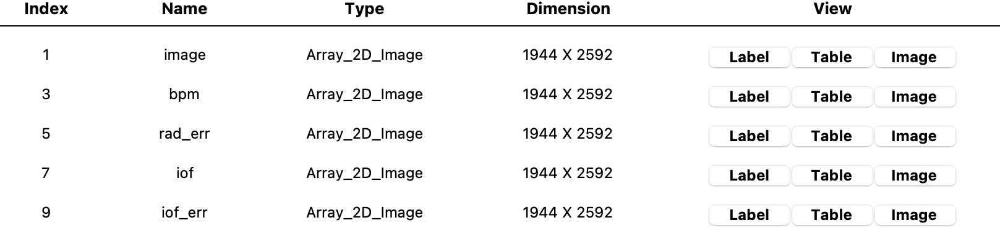 Index Name Type Dimension View
1 image Array_2D_Image 1944 X 2592 Label Table Image
3 bpm Array_2D_Image 1944 X 2592 Label Table Image
5 rad_err Array_2D_Image 1944 X 2592 Label Table Image
7 iof Array_2D_Image 1944 X 2592 Label Table Image
9 iof_err Array_2D_Image 1944 X 2592 Label Table Image